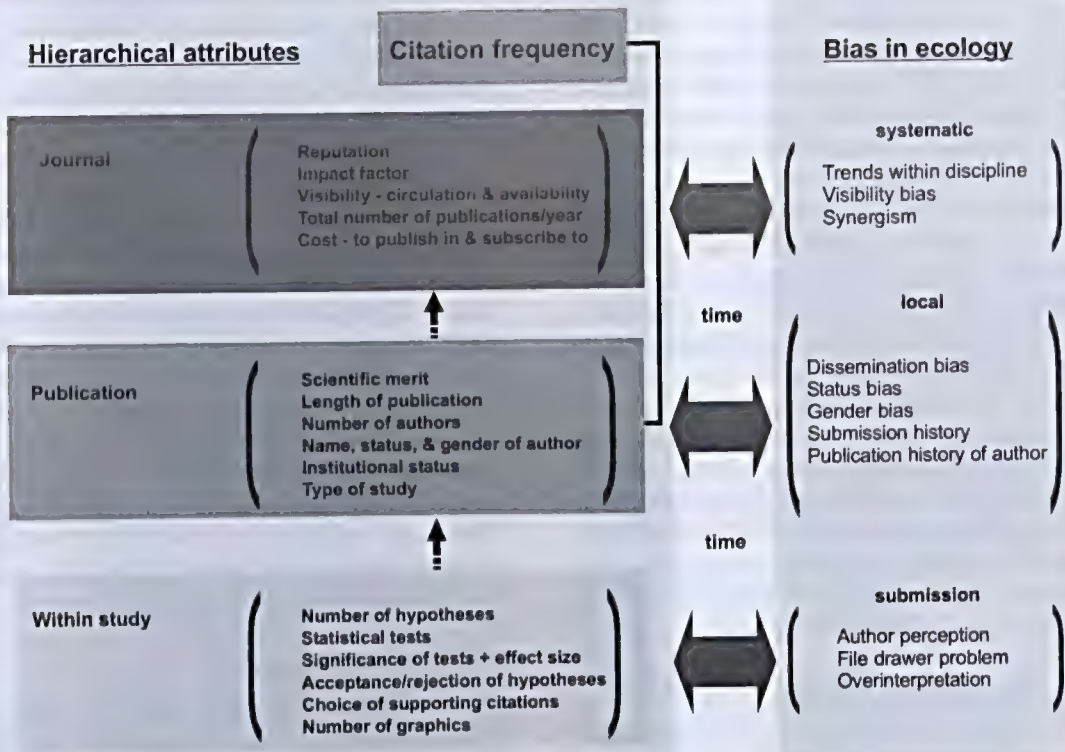 Hierarchical attributes
Citation frequency
Bias in ecology
Journal
Reputation
Impact factor
Visibility - circulation & availability
Total number of publications/year
Cost - to publish in & subscribe to
systematic
Trends within discipline
Visibility bias
Synergism
time
Publication
Scientific merit
Length of publication
Number of authors
Name, status, & gender of author
Institutional status
Type of study
local
Dissemination bias
Status bias
Gender bias
Submission history
Publication history of author
time
Within study
Number of hypotheses
Statistical tests
Significance of tests + effect size
Acceptance/rejection of hypotheses
Choice of supporting citations
Number of graphics
submission
Author perception
File drawer problem
Overinterpretation